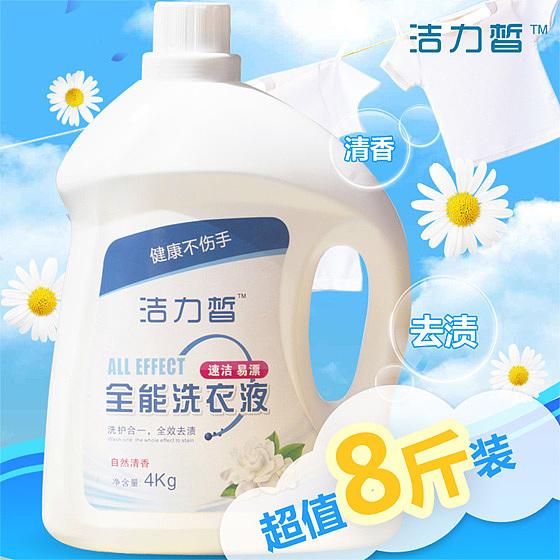 洁力皙™
清香
健康不伤手
洁力皙™
去渍
ALL EFFECT
速洁 易漂
全能洗衣液
洗护合一，全效去渍
Wash one, the whole effect to stain
自然清香
净含量: 4Kg
超值8斤装